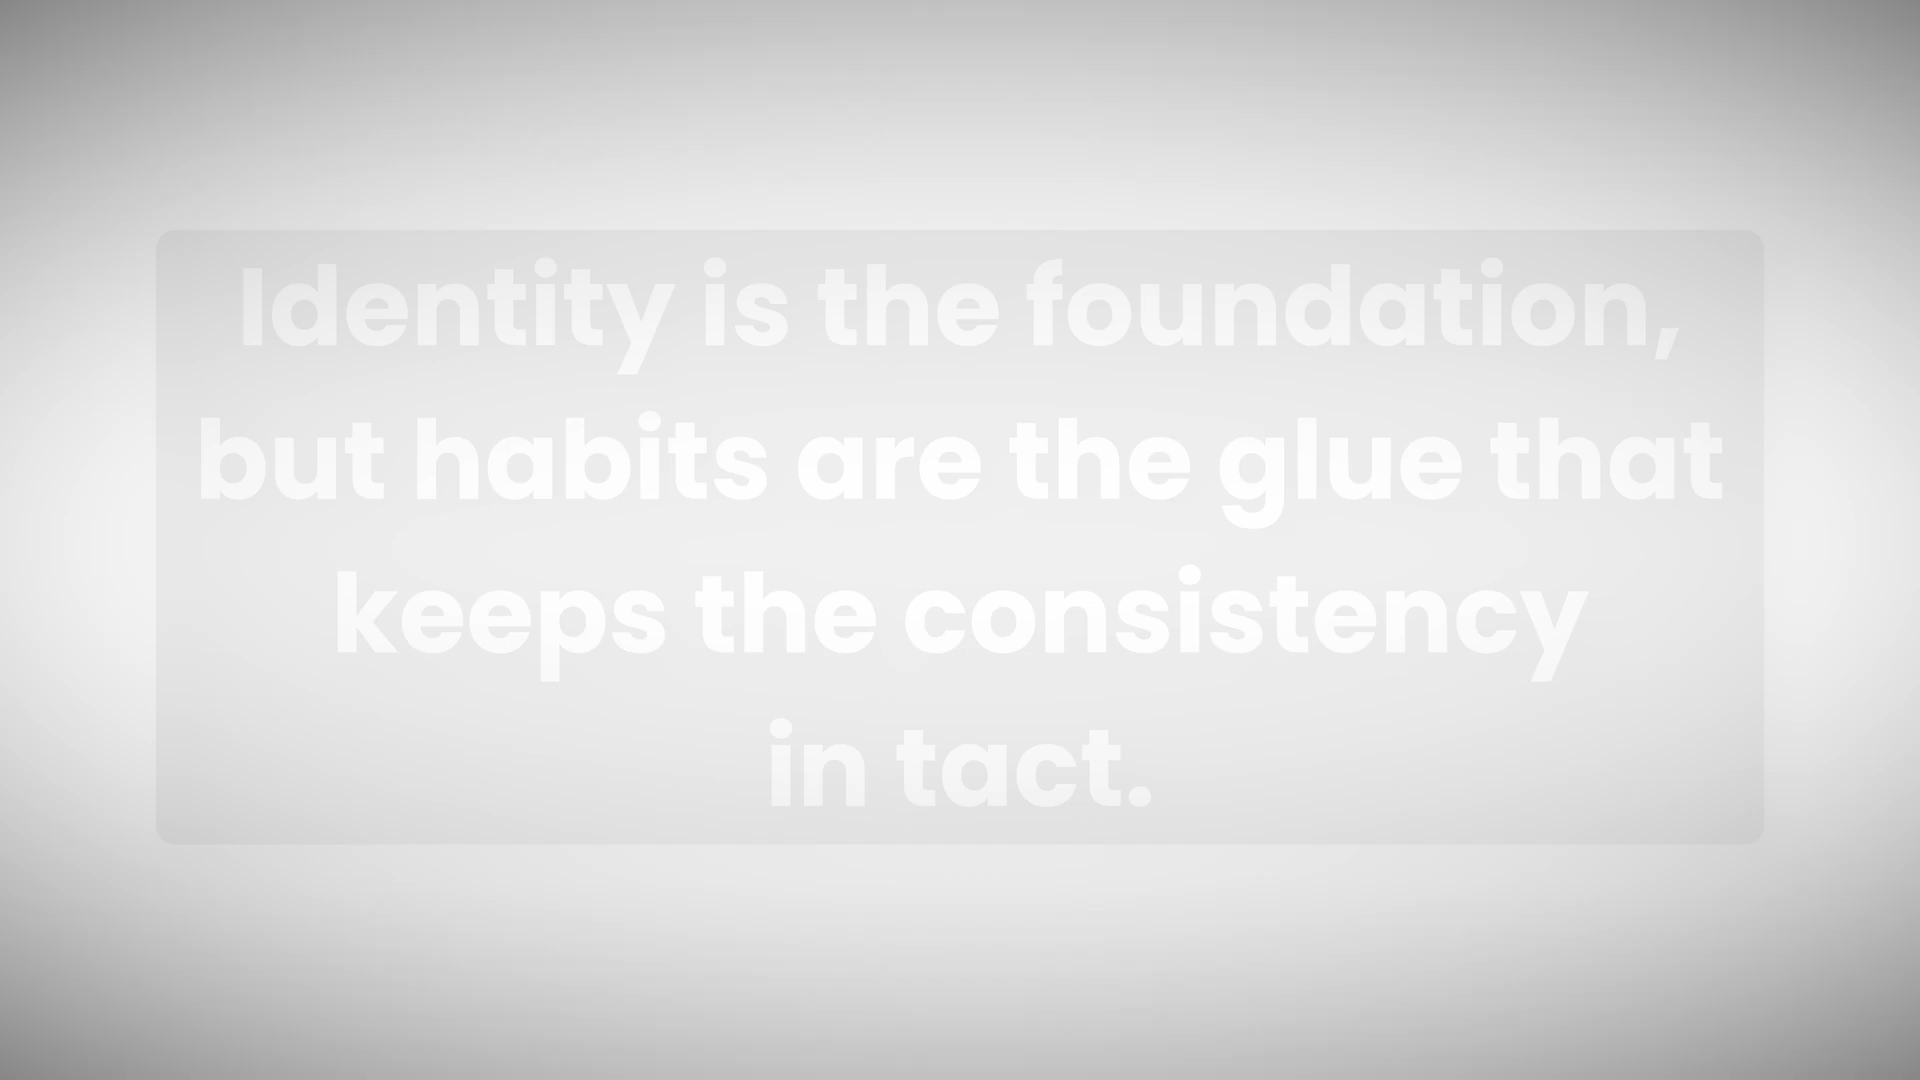 Identity is the foundation,
but habits are the glue that
keeps the consistency
in tact.